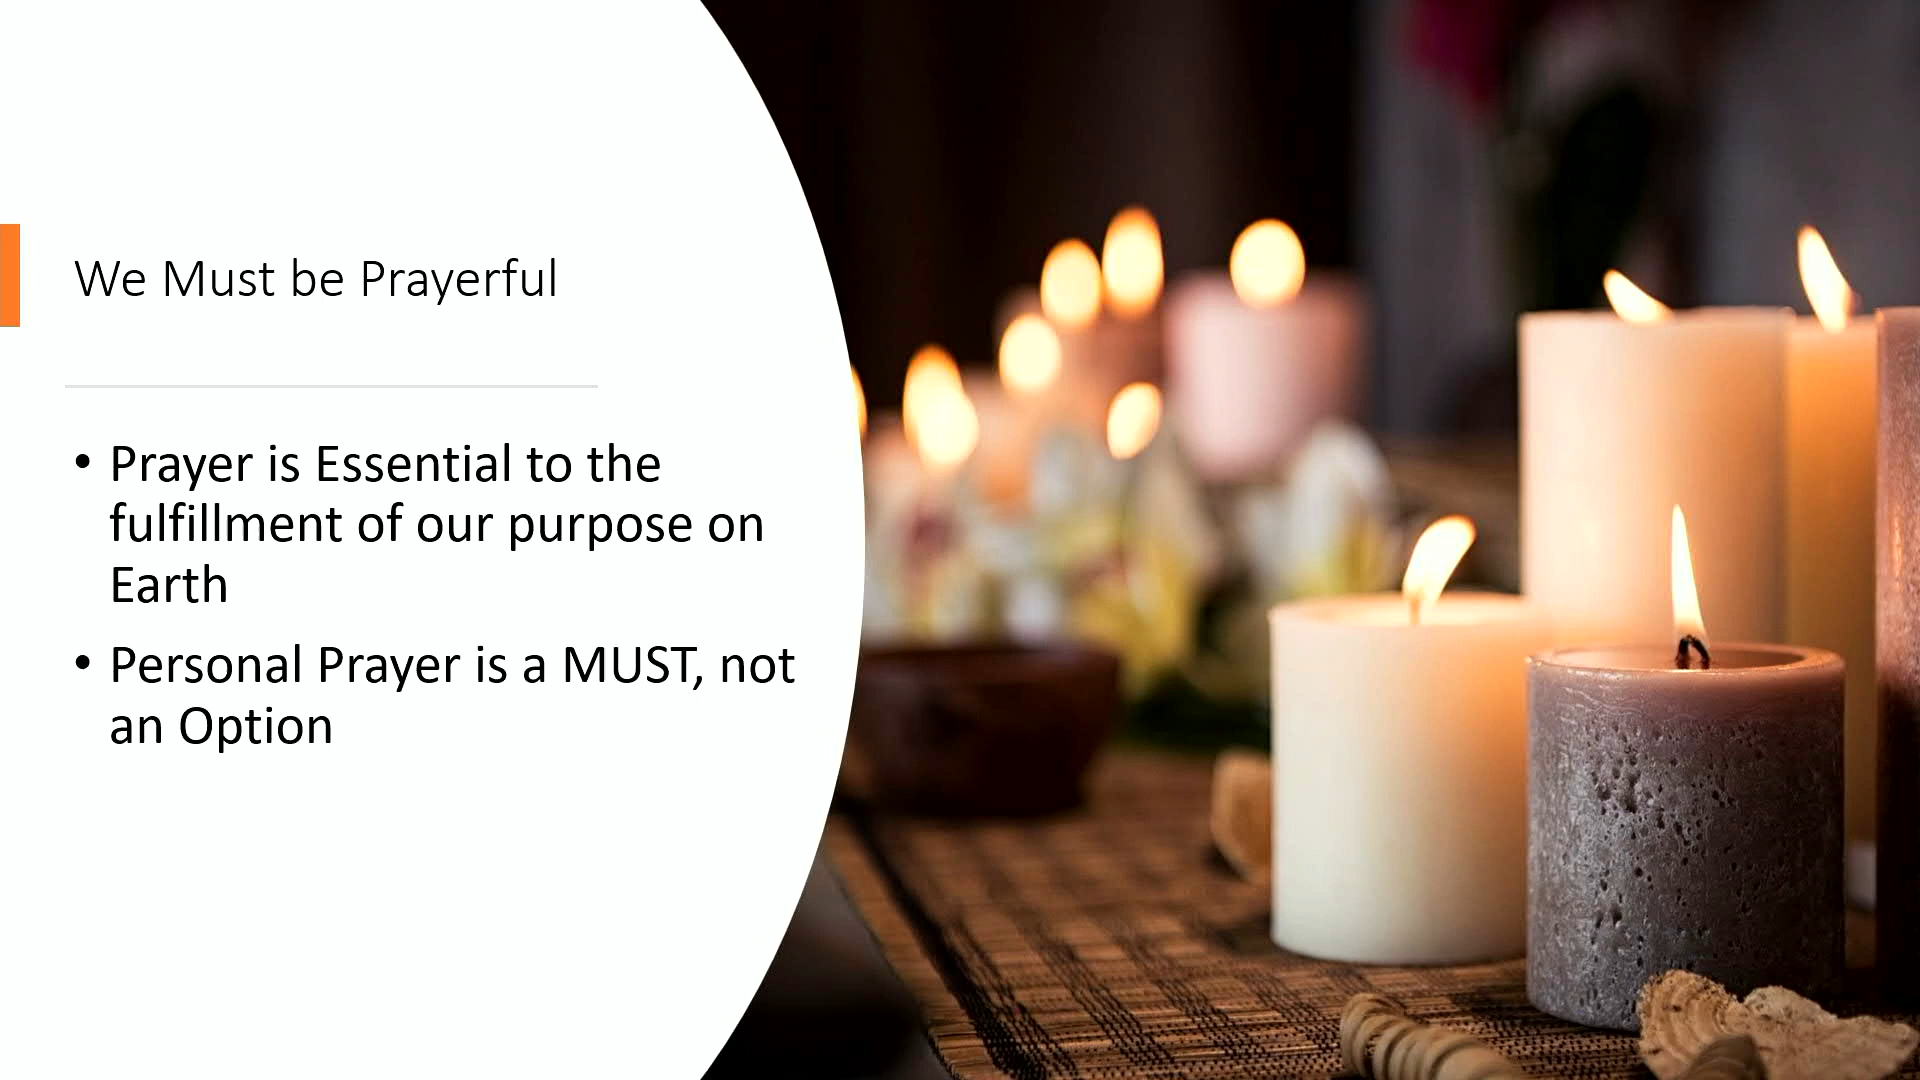 We Must be Prayerful
• Prayer is Essential to the
fulfillment of our purpose on
Earth
• Personal Prayer is a MUST, not
an Option